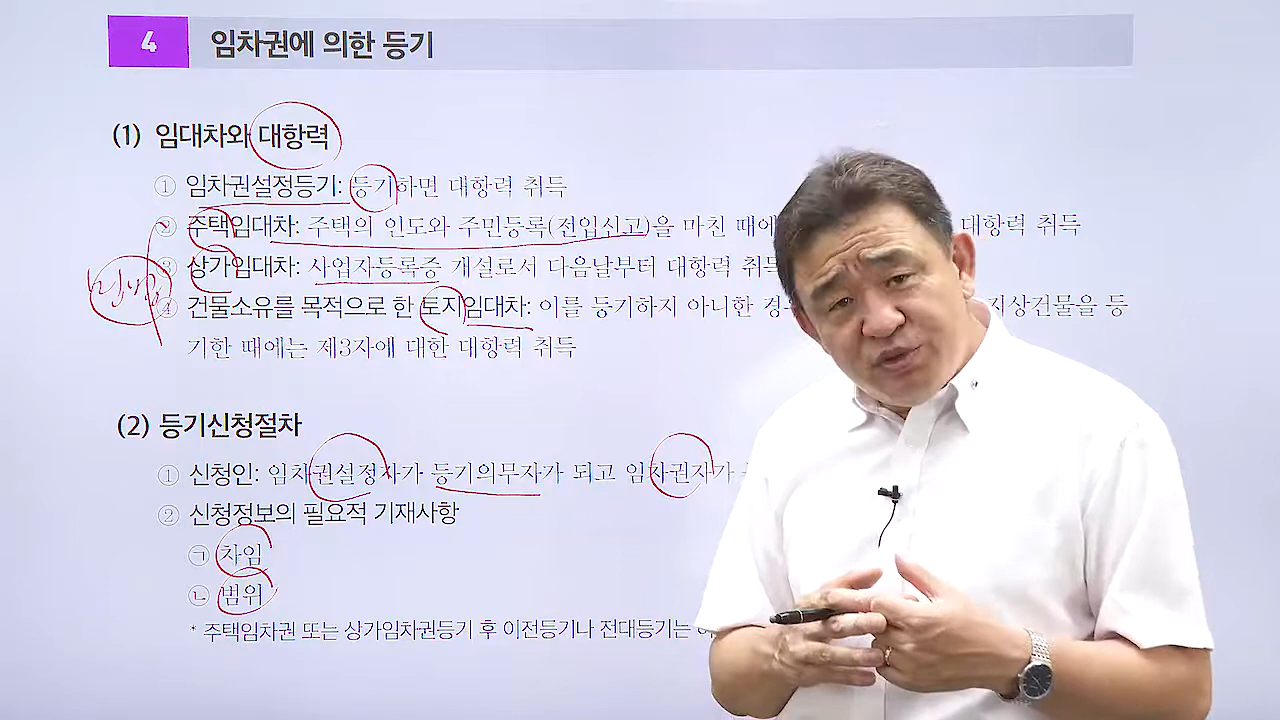 4 임차권에 의한 등기
(1) 임대차와 대항력
① 임차권설정등기: 등기하면 대항력 취득
② 주택임대차: 주택의 인도와 주민등록(전입신고)을 마친 때에 대항력 취득
③ 상가임대차: 사업자등록증 개설로서 다음날부터 대항력 취득
민법
④ 건물소유를 목적으로 한 토지임대차: 이를 등기하지 아니한 경 지상건물을 등
기한 때에는 제3자에 대한 대항력 취득
(2) 등기신청절차
① 신청인: 임차권설정자가 등기의무자가 되고 임차권자가
② 신청정보의 필요적 기재사항
㉠ 차임
㉡ 범위
* 주택임차권 또는 상가임차권등기 후 이전등기나 전대등기는